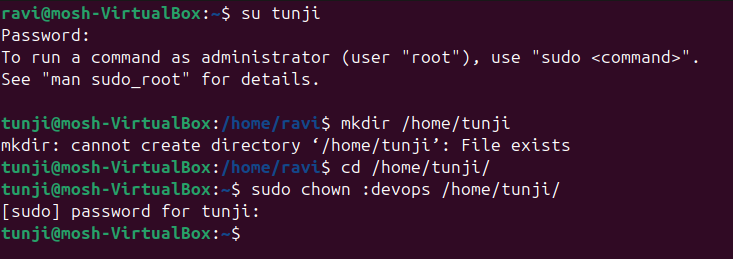 ravi@mosh-VirtualBox:~$ su tunji
Password:
To run a command as administrator (user "root"), use "sudo <command>".
See "man sudo_root" for details.
tunji@mosh-VirtualBox:/home/ravi$ mkdir /home/tunji
mkdir: cannot create directory ‘/home/tunji’: File exists
tunji@mosh-VirtualBox:/home/ravi$ cd /home/tunji/
tunji@mosh-VirtualBox:~$ sudo chown :devops /home/tunji/
[sudo] password for tunji:
tunji@mosh-VirtualBox:~$